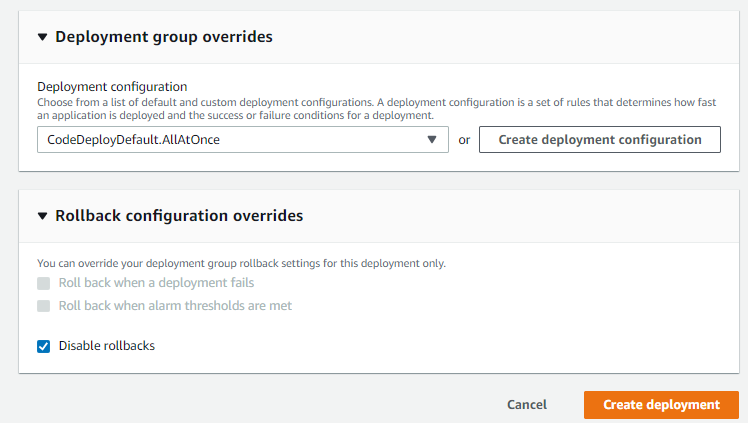 Deployment group overrides
Deployment configuration
Choose from a list of default and custom deployment configurations. A deployment configuration is a set of rules that determines how fast
an application is deployed and the success or failure conditions for a deployment.
CodeDeployDefault.AllAtOnce or Create deployment configuration
Rollback configuration overrides
You can override your deployment group rollback settings for this deployment only.
Roll back when a deployment fails
Roll back when alarm thresholds are met
Disable rollbacks
Cancel Create deployment